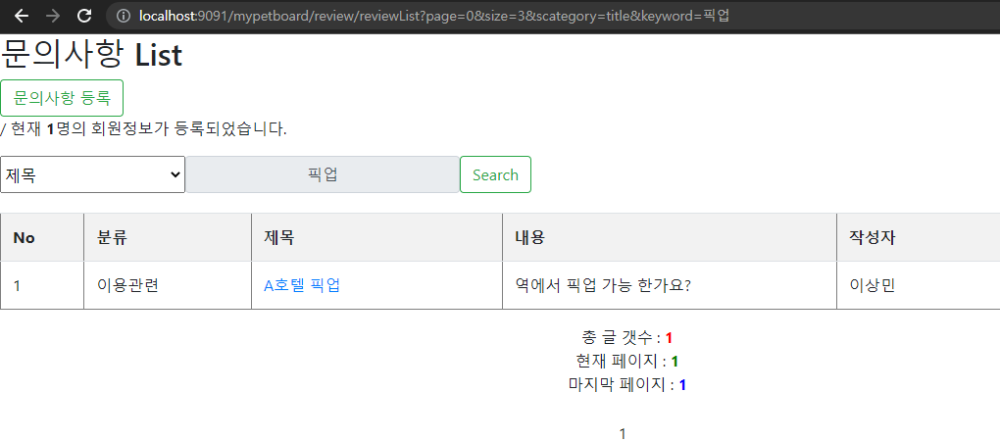 localhost:9091/mypetboard/review/reviewList?page=0&size=3&scategory=title&keyword=픽업
문의사항 List
문의사항 등록
/ 현재 1명의 회원정보가 등록되었습니다.
제목 픽업 Search
No 분류 제목 내용 작성자
1 이용관련 A호텔 픽업 역에서 픽업 가능 한가요? 이상민
총 글 갯수 : 1
현재 페이지 : 1
마지막 페이지 : 1
1